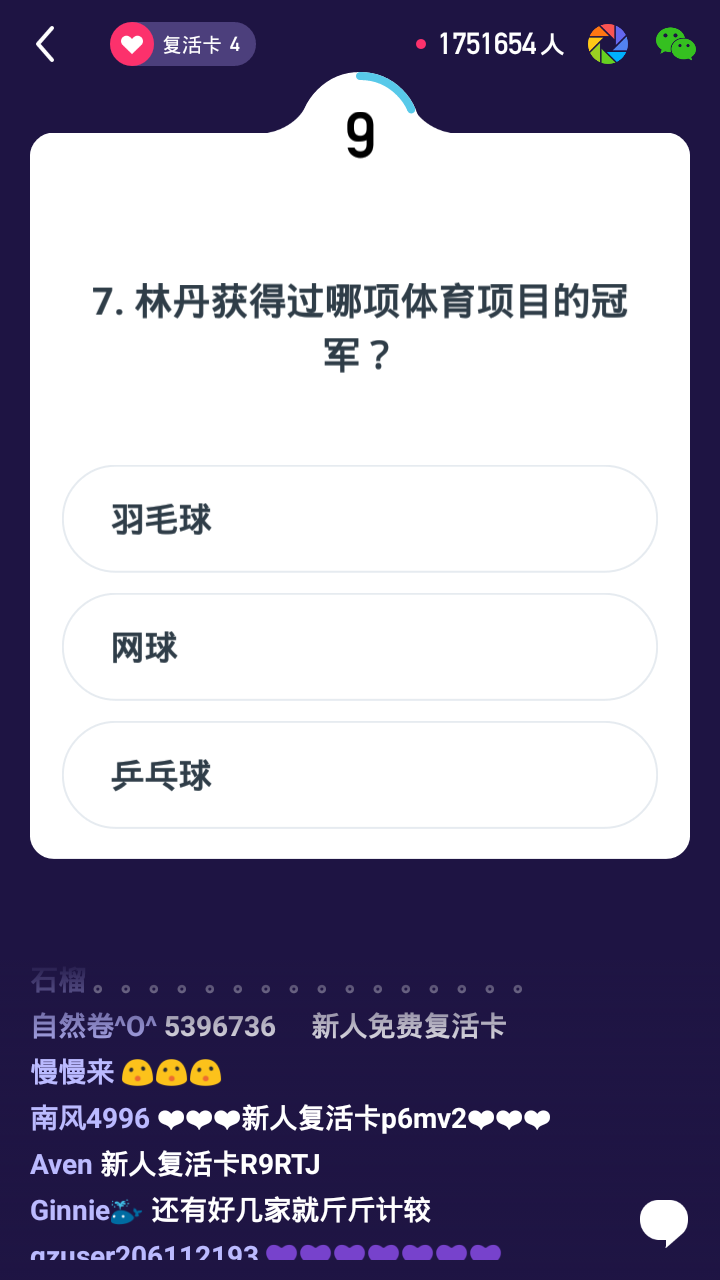 复活卡 4
1751654人
9
7. 林丹获得过哪项体育项目的冠
军？
羽毛球
网球
乒乓球
石榴 。。。。。。。。。。。。。。。。
自然卷^O^ 5396736 新人免费复活卡
慢慢来 😗😗😗
南风4996 ❤❤❤新人复活卡p6mv2❤❤❤
Aven 新人复活卡R9RTJ
Ginnie🐳 还有好几家就斤斤计较
qzuser206112193 💜💜💜💜💜💜💜